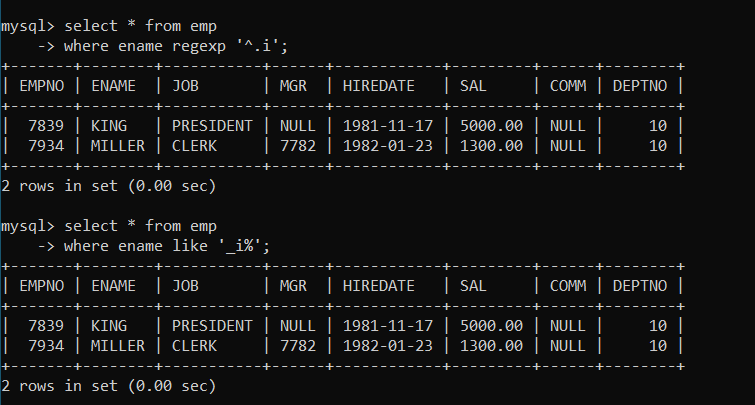 mysql> select * from emp
    -> where ename regexp '^.i';
+-------+--------+-----------+------+------------+---------+------+--------+
| EMPNO | ENAME  | JOB       | MGR  | HIREDATE   | SAL     | COMM | DEPTNO |
+-------+--------+-----------+------+------------+---------+------+--------+
|  7839 | KING   | PRESIDENT | NULL | 1981-11-17 | 5000.00 | NULL |     10 |
|  7934 | MILLER | CLERK     | 7782 | 1982-01-23 | 1300.00 | NULL |     10 |
+-------+--------+-----------+------+------------+---------+------+--------+
2 rows in set (0.00 sec)
mysql> select * from emp
    -> where ename like '_i%';
+-------+--------+-----------+------+------------+---------+------+--------+
| EMPNO | ENAME  | JOB       | MGR  | HIREDATE   | SAL     | COMM | DEPTNO |
+-------+--------+-----------+------+------------+---------+------+--------+
|  7839 | KING   | PRESIDENT | NULL | 1981-11-17 | 5000.00 | NULL |     10 |
|  7934 | MILLER | CLERK     | 7782 | 1982-01-23 | 1300.00 | NULL |     10 |
+-------+--------+-----------+------+------------+---------+------+--------+
2 rows in set (0.00 sec)